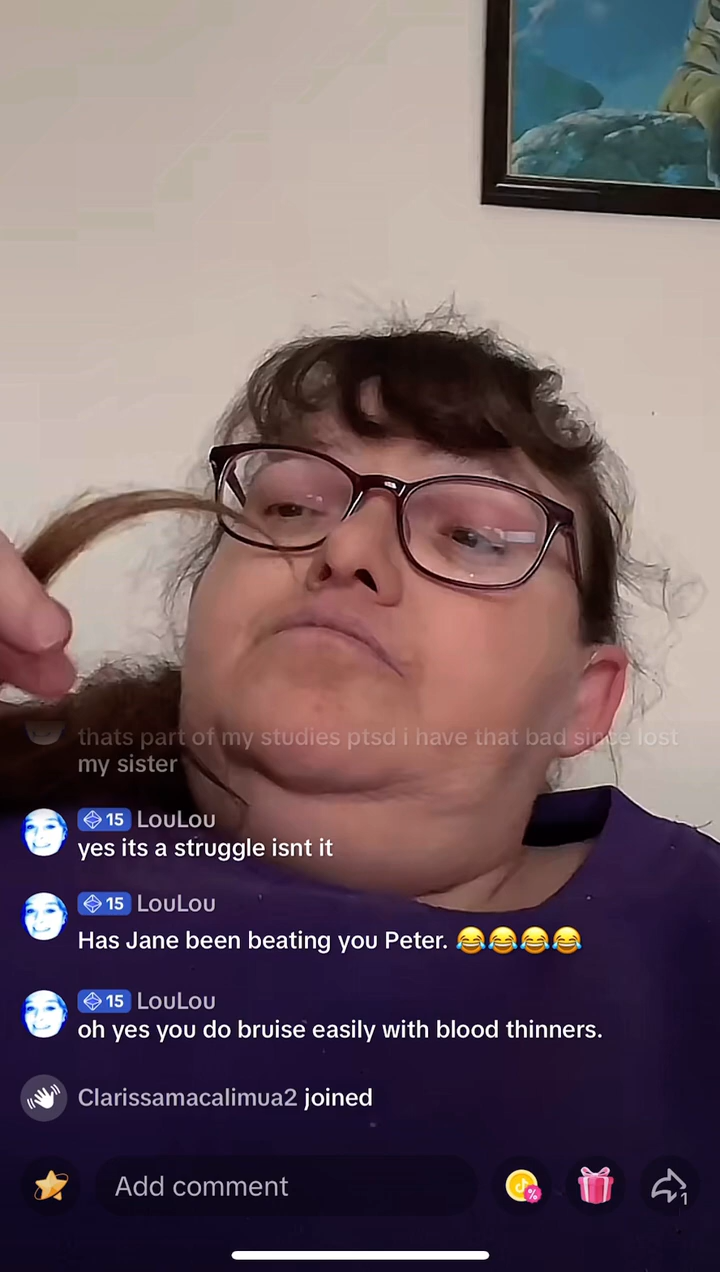 thats part of my studies ptsd i have that bad since lost
my sister
15 LouLou
yes its a struggle isnt it
15 LouLou
Has Jane been beating you Peter. 😂😂😂😂
15 LouLou
oh yes you do bruise easily with blood thinners.
Clarissamacalimua2 joined
Add comment
1